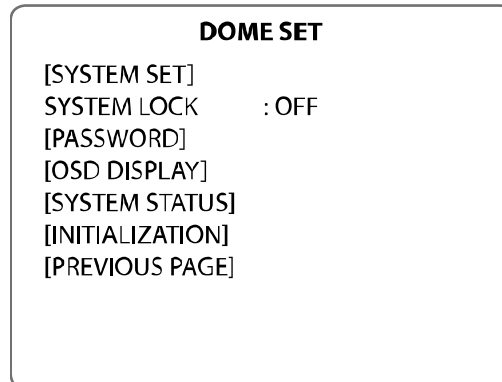 DOME SET
[SYSTEM SET]
SYSTEM LOCK : OFF
[PASSWORD]
[OSD DISPLAY]
[SYSTEM STATUS]
[INITIALIZATION]
[PREVIOUS PAGE]